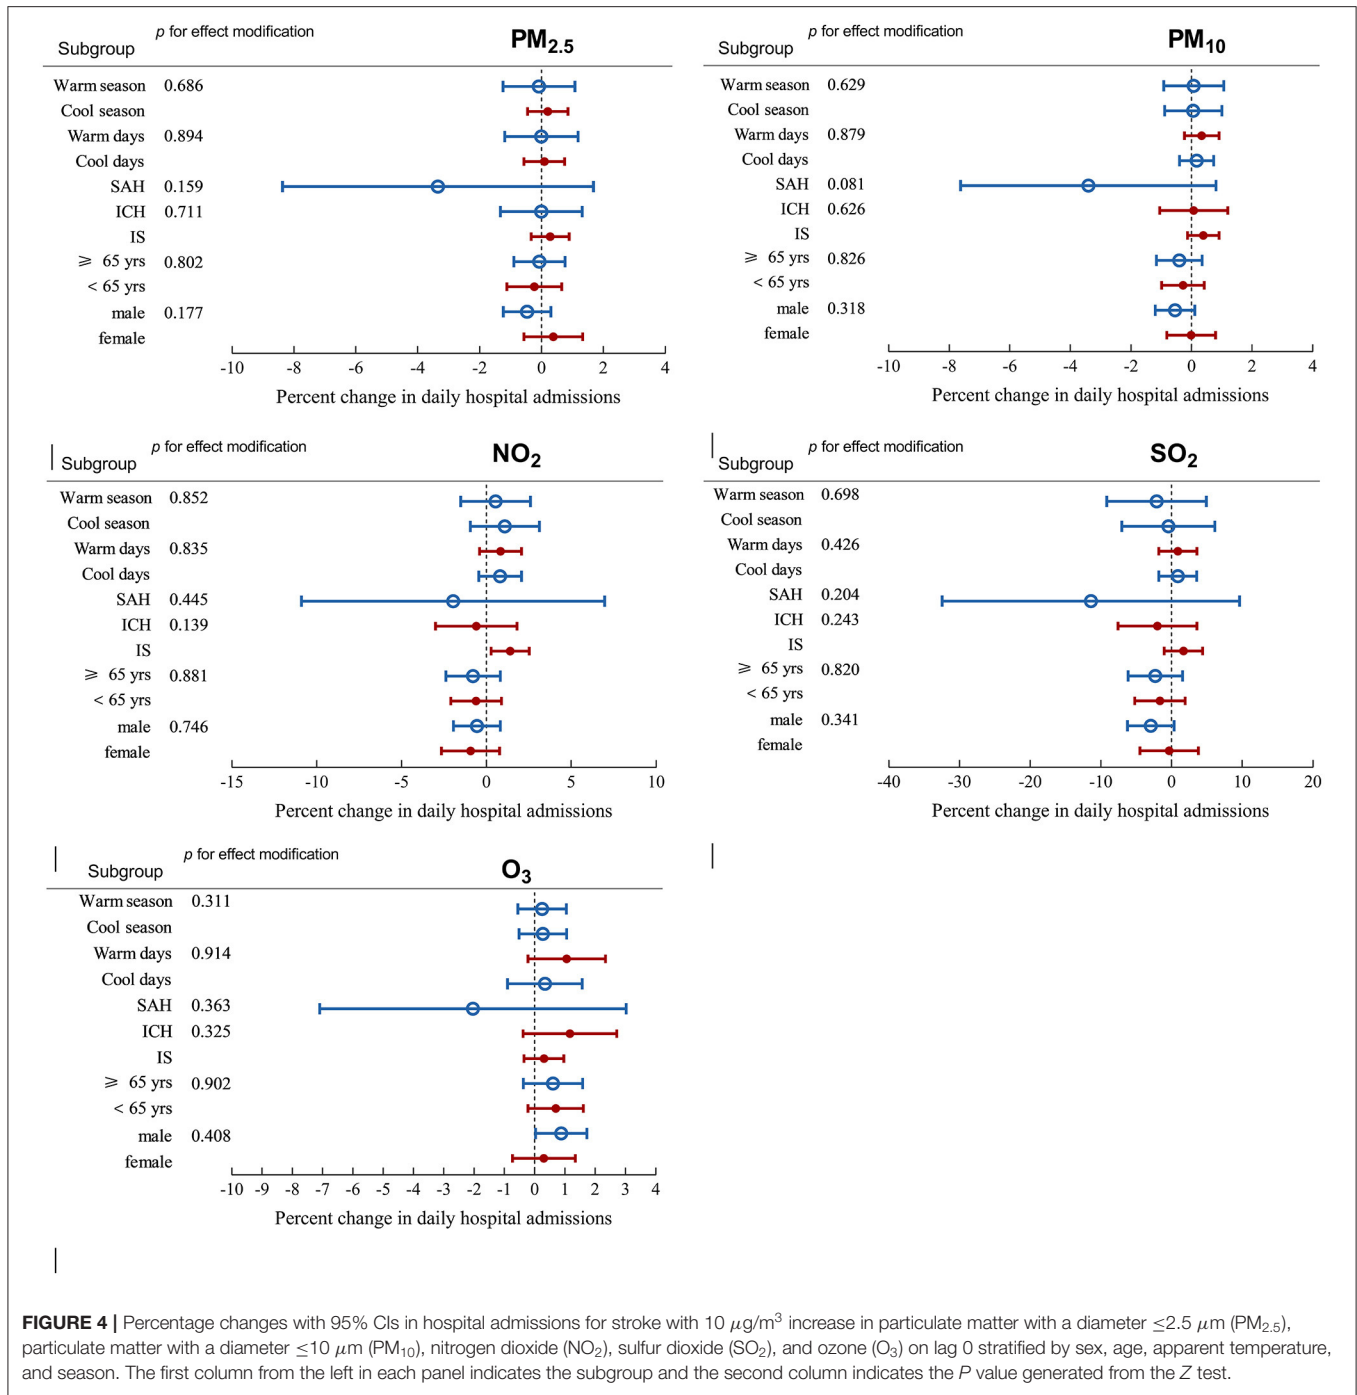 Subgroup p for effect modification PM2.5
Warm season 0.686
Cool season
Warm days 0.894
Cool days
SAH 0.159
ICH 0.711
IS
⩾ 65 yrs 0.802
< 65 yrs
male 0.177
female
-10 -8 -6 -4 -2 0 2 4
Percent change in daily hospital admissions
Subgroup p for effect modification PM10
Warm season 0.629
Cool season
Warm days 0.879
Cool days
SAH 0.081
ICH 0.626
IS
⩾ 65 yrs 0.826
< 65 yrs
male 0.318
female
-10 -8 -6 -4 -2 0 2 4
Percent change in daily hospital admissions
Subgroup p for effect modification NO2
Warm season 0.852
Cool season
Warm days 0.835
Cool days
SAH 0.445
ICH 0.139
IS
⩾ 65 yrs 0.881
< 65 yrs
male 0.746
female
-15 -10 -5 0 5 10
Percent change in daily hospital admissions
Subgroup p for effect modification SO2
Warm season 0.698
Cool season
Warm days 0.426
Cool days
SAH 0.204
ICH 0.243
IS
⩾ 65 yrs 0.820
< 65 yrs
male 0.341
female
-40 -30 -20 -10 0 10 20
Percent change in daily hospital admissions
Subgroup p for effect modification O3
Warm season 0.311
Cool season
Warm days 0.914
Cool days
SAH 0.363
ICH 0.325
IS
⩾ 65 yrs 0.902
< 65 yrs
male 0.408
female
-10 -9 -8 -7 -6 -5 -4 -3 -2 -1 0 1 2 3 4
Percent change in daily hospital admissions
FIGURE 4 | Percentage changes with 95% CIs in hospital admissions for stroke with 10 μg/m3 increase in particulate matter with a diameter ≤2.5 μm (PM2.5),
particulate matter with a diameter ≤10 μm (PM10), nitrogen dioxide (NO2), sulfur dioxide (SO2), and ozone (O3) on lag 0 stratified by sex, age, apparent temperature,
and season. The first column from the left in each panel indicates the subgroup and the second column indicates the P value generated from the Z test.